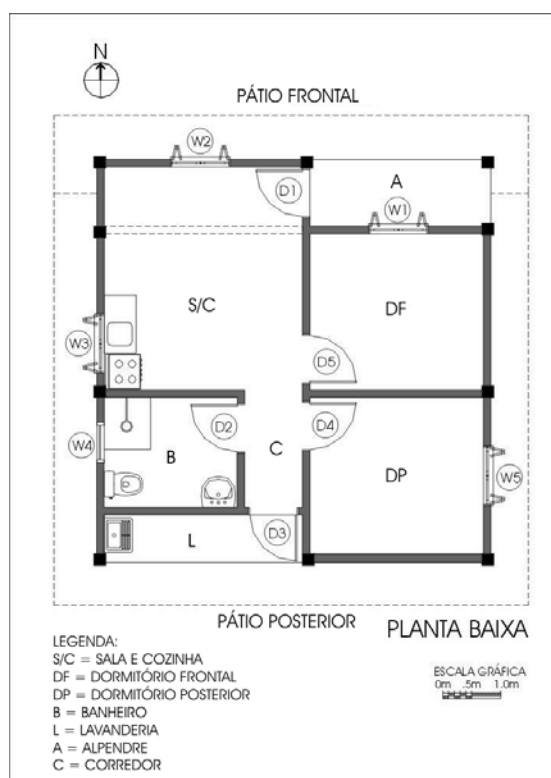 N
PÁTIO FRONTAL
W2
D1
A
W1
S/C
DF
W3
D5
W4
D2
D4
B
C
DP
W5
L
D3
PÁTIO POSTERIOR
PLANTA BAIXA
LEGENDA:
S/C = SALA E COZINHA
DF = DORMITÓRIO FRONTAL
DP = DORMITÓRIO POSTERIOR
B = BANHEIRO
L = LAVANDERIA
A = ALPENDRE
C = CORREDOR
ESCALA GRÁFICA
0m .5m 1.0m